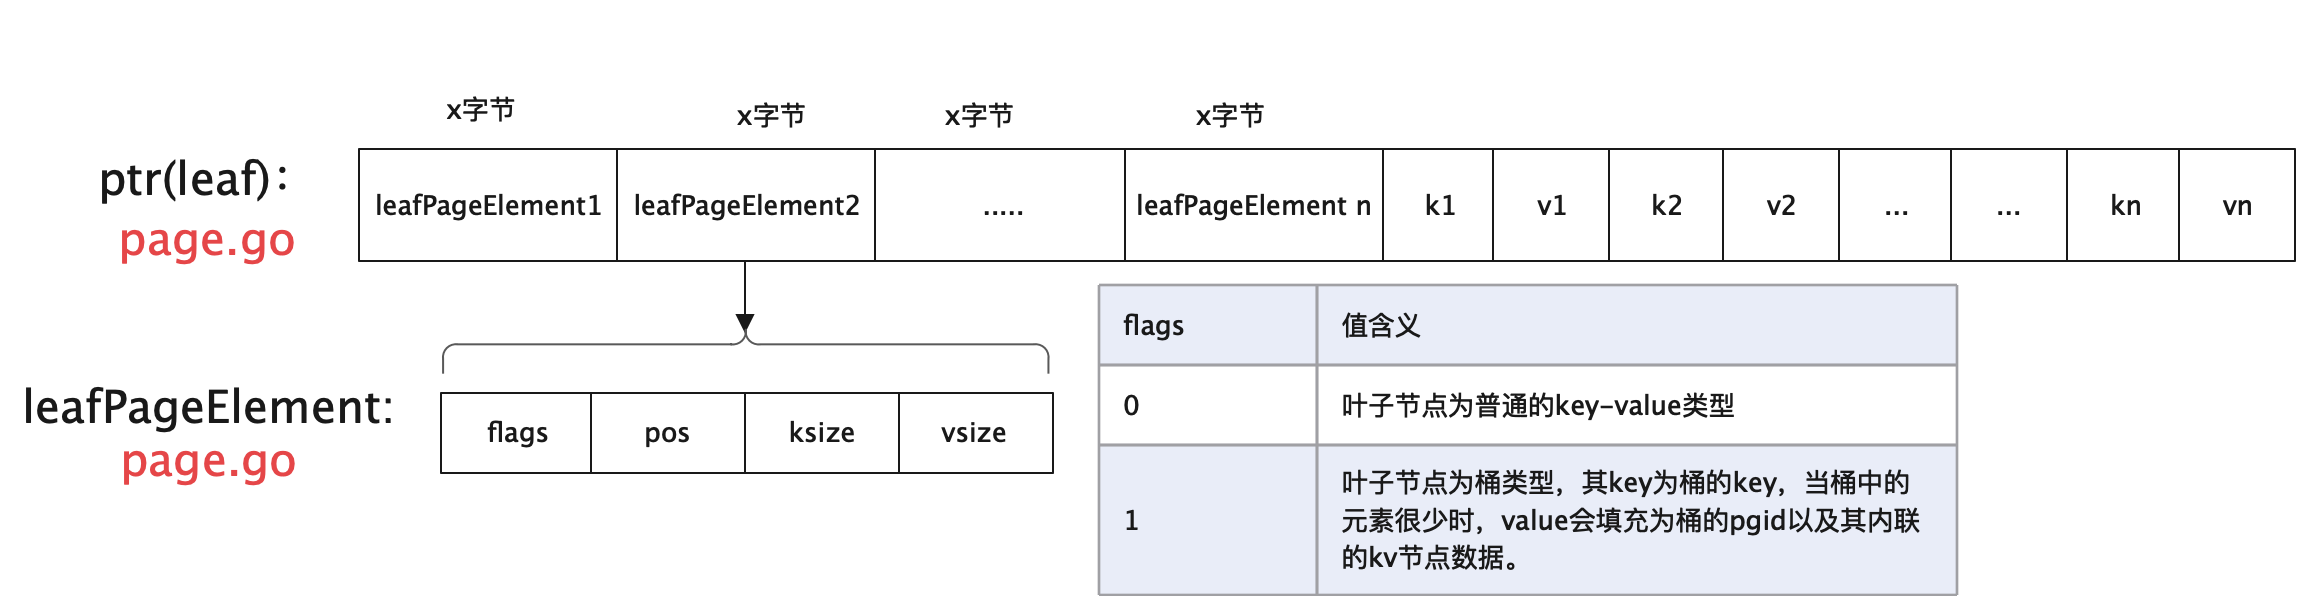 x字节 x字节 x字节 x字节
ptr(leaf)：
page.go
leafPageElement1 leafPageElement2 ..... leafPageElement n k1 v1 k2 v2 ... ... kn vn
leafPageElement:
page.go
flags pos ksize vsize
flags 值含义
0 叶子节点为普通的key-value类型
1 叶子节点为桶类型，其key为桶的key，当桶中的
元素很少时，value会填充为桶的pgid以及其内联
的kv节点数据。